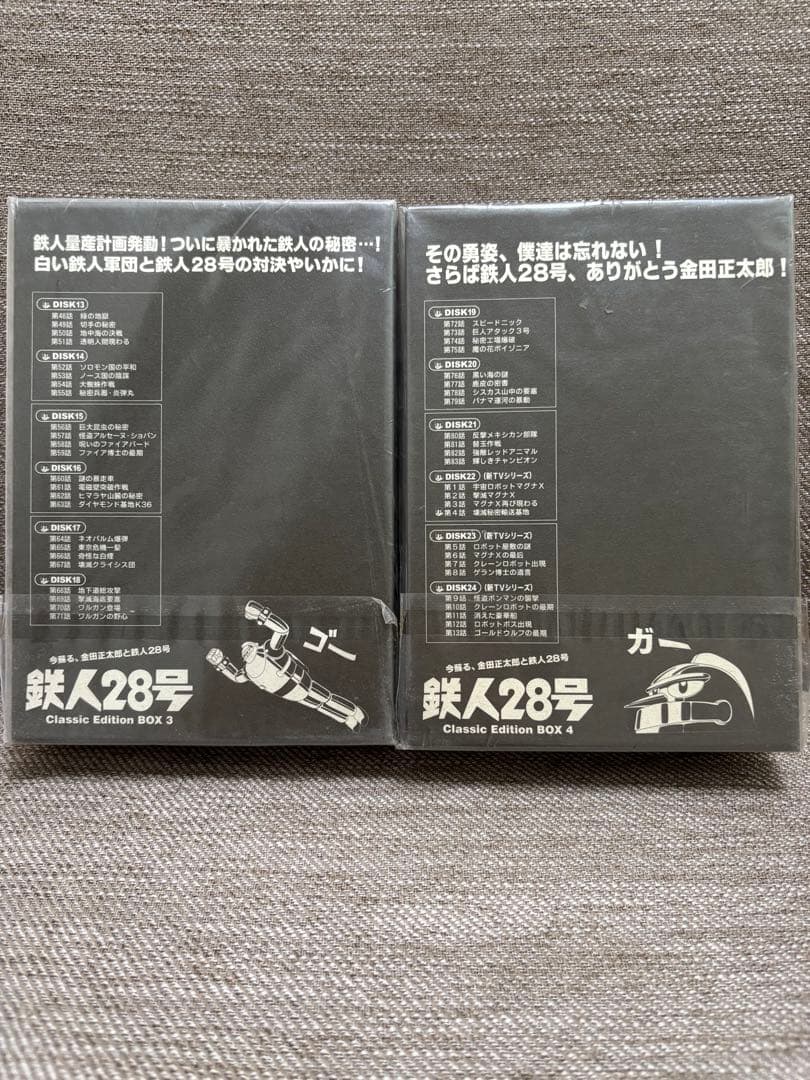 鉄人量産計画発動！ついに暴かれた鉄人の秘密…！
白い鉄人軍団と鉄人28号の対決やいかに！
DISK13
第48話 緑の地獄
第49話 切手の秘密
第50話 地中海の決戦
第51話 透明人間現わる
DISK14
第52話 ソロモン国の平和
第53話 ノース国の陰謀
第54話 大蜘蛛作戦
第55話 秘密兵器・炎弾丸
DISK15
第56話 巨大昆虫の秘密
第57話 怪盗アルセーヌ・ショパン
第58話 呪いのファイアバード
第59話 ファイア博士の最期
DISK16
第60話 謎の暴走車
第61話 電磁壁突破作戦
第62話 ヒマラヤ山麓の秘密
第63話 ダイヤモンド基地K36
DISK17
第64話 ネオバルム爆弾
第65話 東京危機一髪
第66話 奇怪な白煙
第67話 壊滅クライシス団
DISK18
第68話 地下道総攻撃
第69話 撃滅海底要塞
第70話 ワルガン登場
第71話 ワルガンの野心
ゴー
今蘇る、金田正太郎と鉄人28号
鉄人28号
Classic Edition BOX 3
その勇姿、僕達は忘れない！
さらば鉄人28号、ありがとう金田正太郎！
DISK19
第72話 スピードニック
第73話 巨人アタック3号
第74話 秘密工場爆破
第75話 魔の花ポイゾニア
DISK20
第76話 黒い海の謎
第77話 鹿皮の密書
第78話 シスカス山中の要塞
第79話 パナマ運河の暴動
DISK21
第80話 反撃メキシカン部隊
第81話 替玉作戦
第82話 強敵レッドアニマル
第83話 輝しきチャンピオン
DISK22 （新TVシリーズ）
第1話 宇宙ロボットマグナX
第2話 撃滅マグナX
第3話 マグナX再び現わる
第4話 壊滅秘密輸送基地
DISK23 （新TVシリーズ）
第5話 ロボット屋敷の謎
第6話 マグナXの最后
第7話 クレーンロボット出現
第8話 ゲラン博士の遺言
DISK24 （新TVシリーズ）
第9話 怪盗ボンマンの襲撃
第10話 クレーンロボットの最期
第11話 消えた豪華船
第12話 ロボットボス出現
第13話 ゴールドウルフの最期
ガー
今蘇る、金田正太郎と鉄人28号
鉄人28号
Classic Edition BOX 4